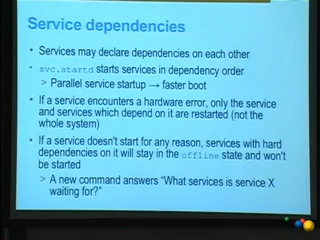 Service dependencies
• Services may declare dependencies on each other
• svc.startd starts services in dependency order
> Parallel service startup → faster boot
• If a service encounters a hardware error, only the service
and services which depend on it are restarted (not the
whole system)
• If a service doesn't start for any reason, services with hard
dependencies on it will stay in the offline state and won't
be started
> A new command answers “What services is service X
waiting for?”